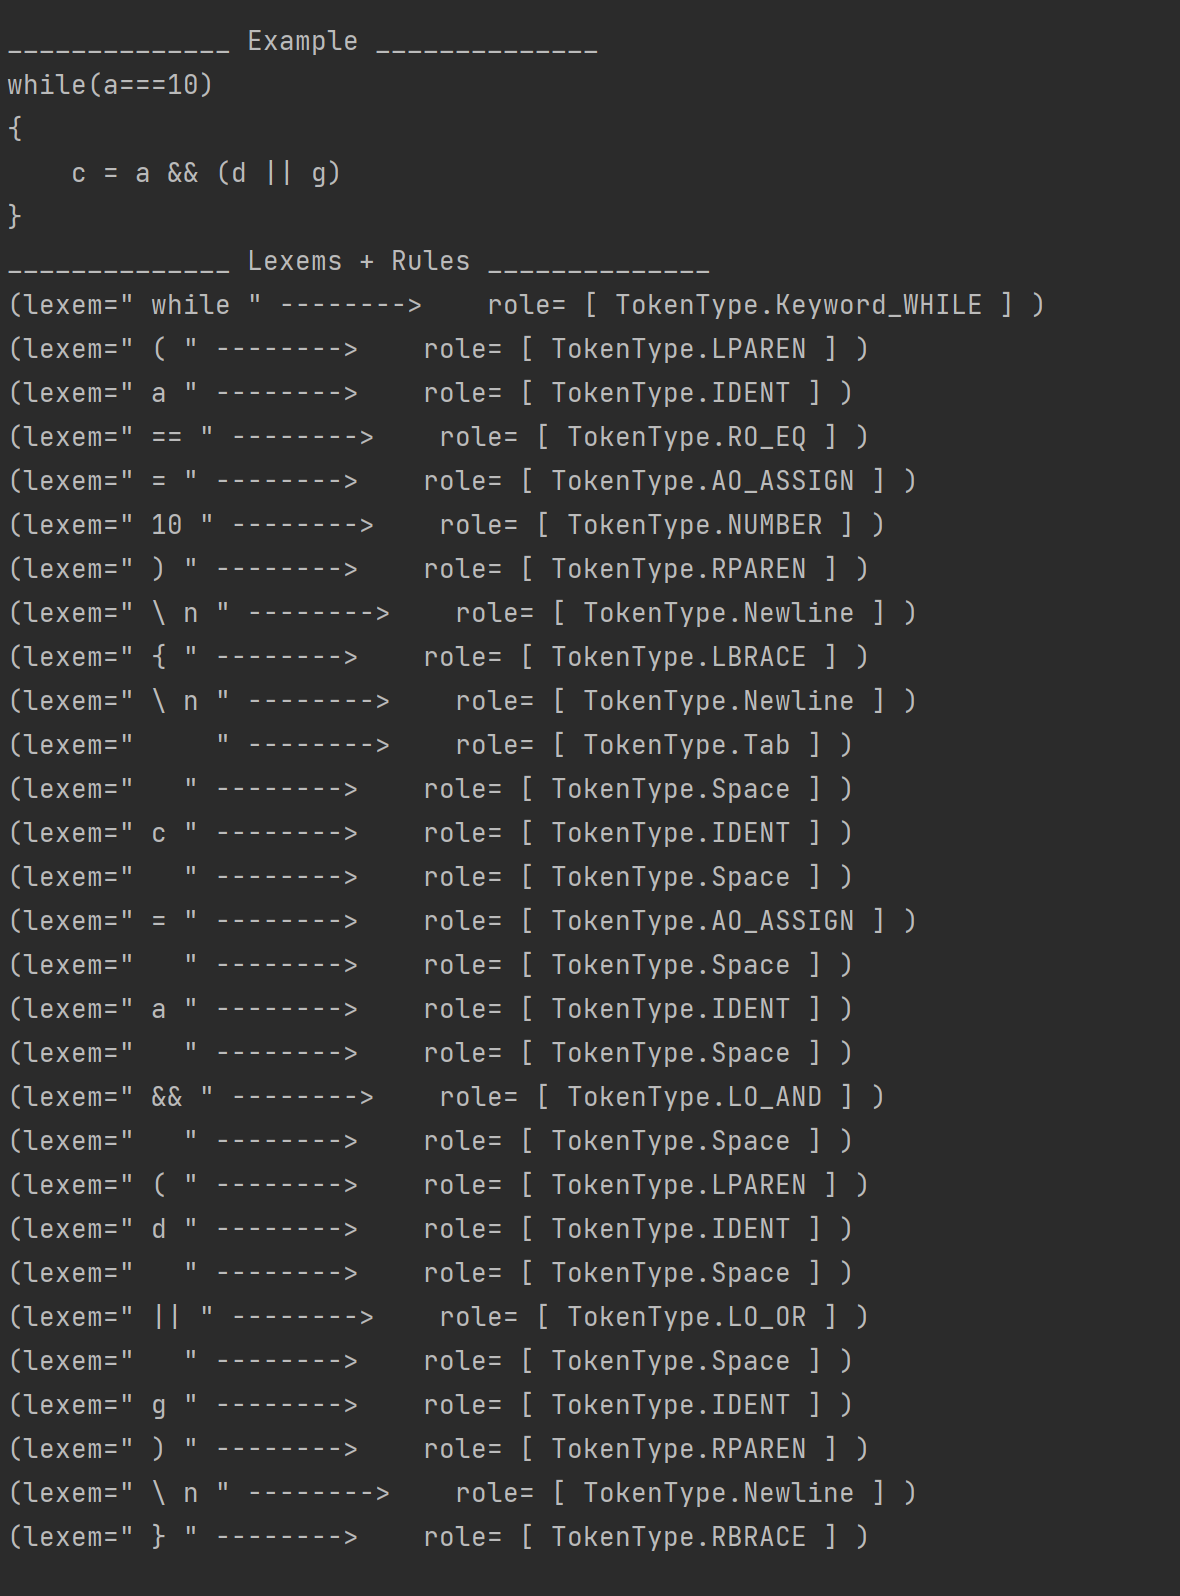 ______________ Example ______________
while(a===10)
{
    c = a && (d || g)
}
______________ Lexems + Rules ______________
(lexem=" while " -------->    role= [ TokenType.Keyword_WHILE ] )
(lexem=" ( " -------->    role= [ TokenType.LPAREN ] )
(lexem=" a " -------->    role= [ TokenType.IDENT ] )
(lexem=" == " -------->    role= [ TokenType.RO_EQ ] )
(lexem=" = " -------->    role= [ TokenType.AO_ASSIGN ] )
(lexem=" 10 " -------->    role= [ TokenType.NUMBER ] )
(lexem=" ) " -------->    role= [ TokenType.RPAREN ] )
(lexem=" \ n " -------->    role= [ TokenType.Newline ] )
(lexem=" { " -------->    role= [ TokenType.LBRACE ] )
(lexem=" \ n " -------->    role= [ TokenType.Newline ] )
(lexem="     " -------->    role= [ TokenType.Tab ] )
(lexem="   " -------->    role= [ TokenType.Space ] )
(lexem=" c " -------->    role= [ TokenType.IDENT ] )
(lexem="   " -------->    role= [ TokenType.Space ] )
(lexem=" = " -------->    role= [ TokenType.AO_ASSIGN ] )
(lexem="   " -------->    role= [ TokenType.Space ] )
(lexem=" a " -------->    role= [ TokenType.IDENT ] )
(lexem="   " -------->    role= [ TokenType.Space ] )
(lexem=" && " -------->    role= [ TokenType.LO_AND ] )
(lexem="   " -------->    role= [ TokenType.Space ] )
(lexem=" ( " -------->    role= [ TokenType.LPAREN ] )
(lexem=" d " -------->    role= [ TokenType.IDENT ] )
(lexem="   " -------->    role= [ TokenType.Space ] )
(lexem=" || " -------->    role= [ TokenType.LO_OR ] )
(lexem="   " -------->    role= [ TokenType.Space ] )
(lexem=" g " -------->    role= [ TokenType.IDENT ] )
(lexem=" ) " -------->    role= [ TokenType.RPAREN ] )
(lexem=" \ n " -------->    role= [ TokenType.Newline ] )
(lexem=" } " -------->    role= [ TokenType.RBRACE ] )